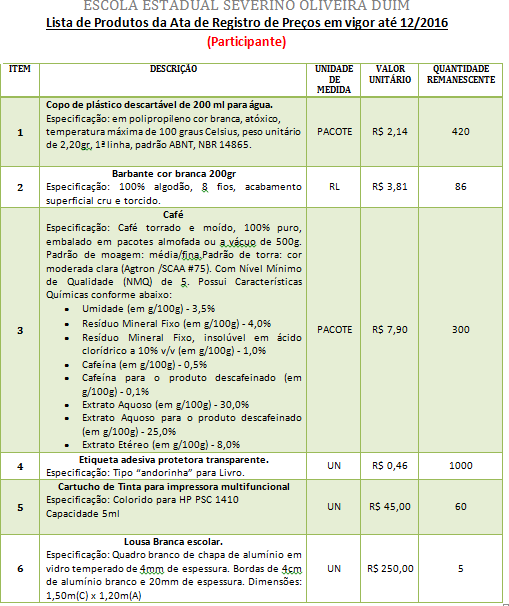 ESCOLA ESTADUAL SEVERINO OLIVEIRA DUIM
Lista de Produtos da Ata de Registro de Preços em vigor até 12/2016
(Participante)
ITEM DESCRIÇÃO UNIDADE DE MEDIDA VALOR UNITÁRIO QUANTIDADE REMANESCENTE
Copo de plástico descartável de 200 ml para água.
Especificação: em polipropileno cor branca, atóxico,
1 temperatura máxima de 100 graus Celsius, peso unitário PACOTE R$ 2,14 420
de 2,20gr, 1ª linha, padrão ABNT, NBR 14865.
Barbante cor branca 200gr
2 Especificação: 100% algodão, 8 fios, acabamento RL R$ 3,81 86
superficial cru e torcido.
Café
Especificação: Café torrado e moído, 100% puro,
embalado em pacotes almofada ou a vácuo de 500g.
Padrão de moagem: média/fina.Padrão de torra: cor
moderada clara (Agtron /SCAA #75). Com Nível Mínimo
de Qualidade (NMQ) de 5. Possui Características
Químicas conforme abaixo:
• Umidade (em g/100g) - 3,5%
• Resíduo Mineral Fixo (em g/100g) - 4,0%
3 • Resíduo Mineral Fixo, insolúvel em ácido PACOTE R$ 7,90 300
clorídrico a 10% v/v (em g/100g) - 1,0%
• Cafeína (em g/100g) - 0,5%
• Cafeína para o produto descafeinado (em
g/100g) - 0,1%
• Extrato Aquoso (em g/100g) - 30,0%
• Extrato Aquoso para o produto descafeinado
(em g/100g) - 25,0%
• Extrato Etéreo (em g/100g) - 8,0%
Etiqueta adesiva protetora transparente.
4 Especificação: Tipo “andorinha” para Livro. UN R$ 0,46 1000
Cartucho de Tinta para impressora multifuncional
5 Especificação: Colorido para HP PSC 1410 UN R$ 45,00 60
Capacidade 5ml
Lousa Branca escolar.
Especificação: Quadro branco de chapa de alumínio em
6 vidro temperado de 4mm de espessura. Bordas de 4cm UN R$ 250,00 5
de alumínio branco e 20mm de espessura. Dimensões:
1,50m(C) x 1,20m(A)